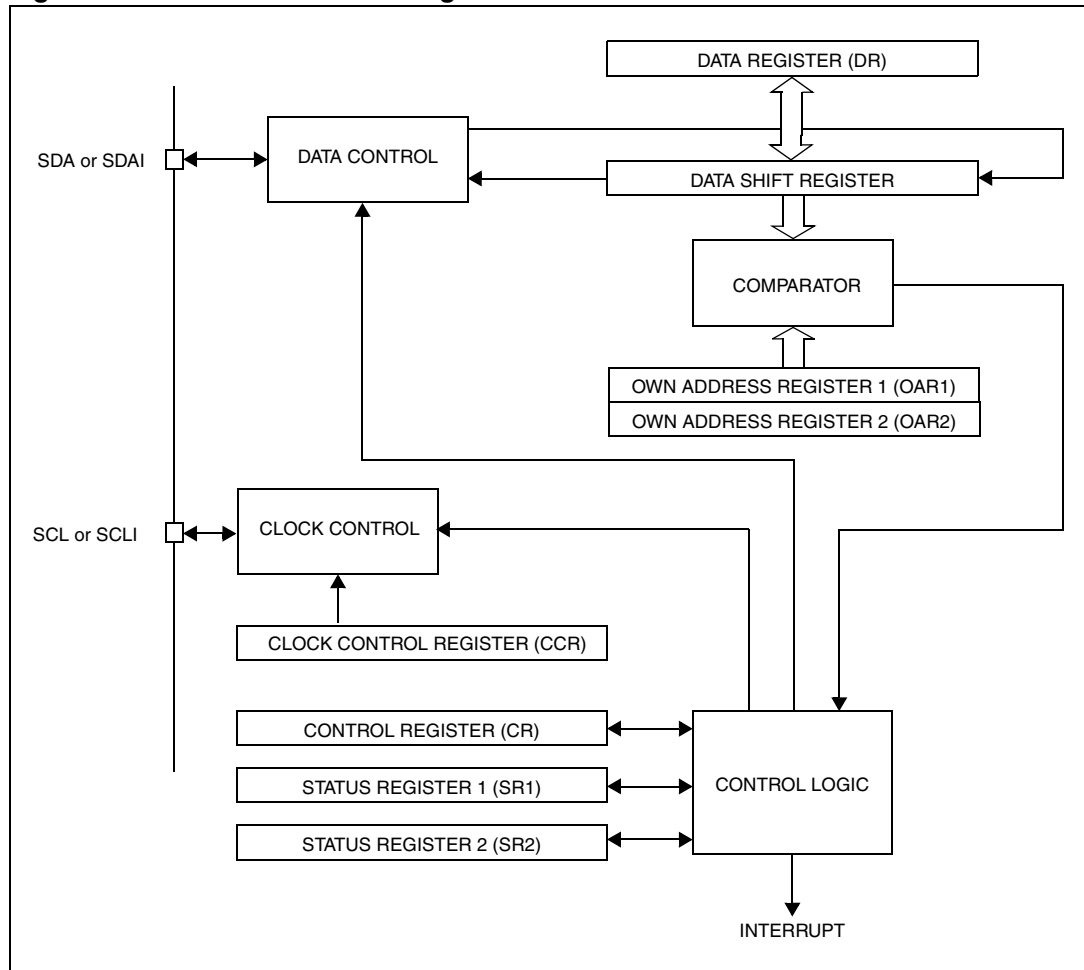 DATA REGISTER (DR)
SDA or SDAI
DATA CONTROL
DATA SHIFT REGISTER
COMPARATOR
OWN ADDRESS REGISTER 1 (OAR1)
OWN ADDRESS REGISTER 2 (OAR2)
SCL or SCLI
CLOCK CONTROL
CLOCK CONTROL REGISTER (CCR)
CONTROL REGISTER (CR)
STATUS REGISTER 1 (SR1)
CONTROL LOGIC
STATUS REGISTER 2 (SR2)
INTERRUPT